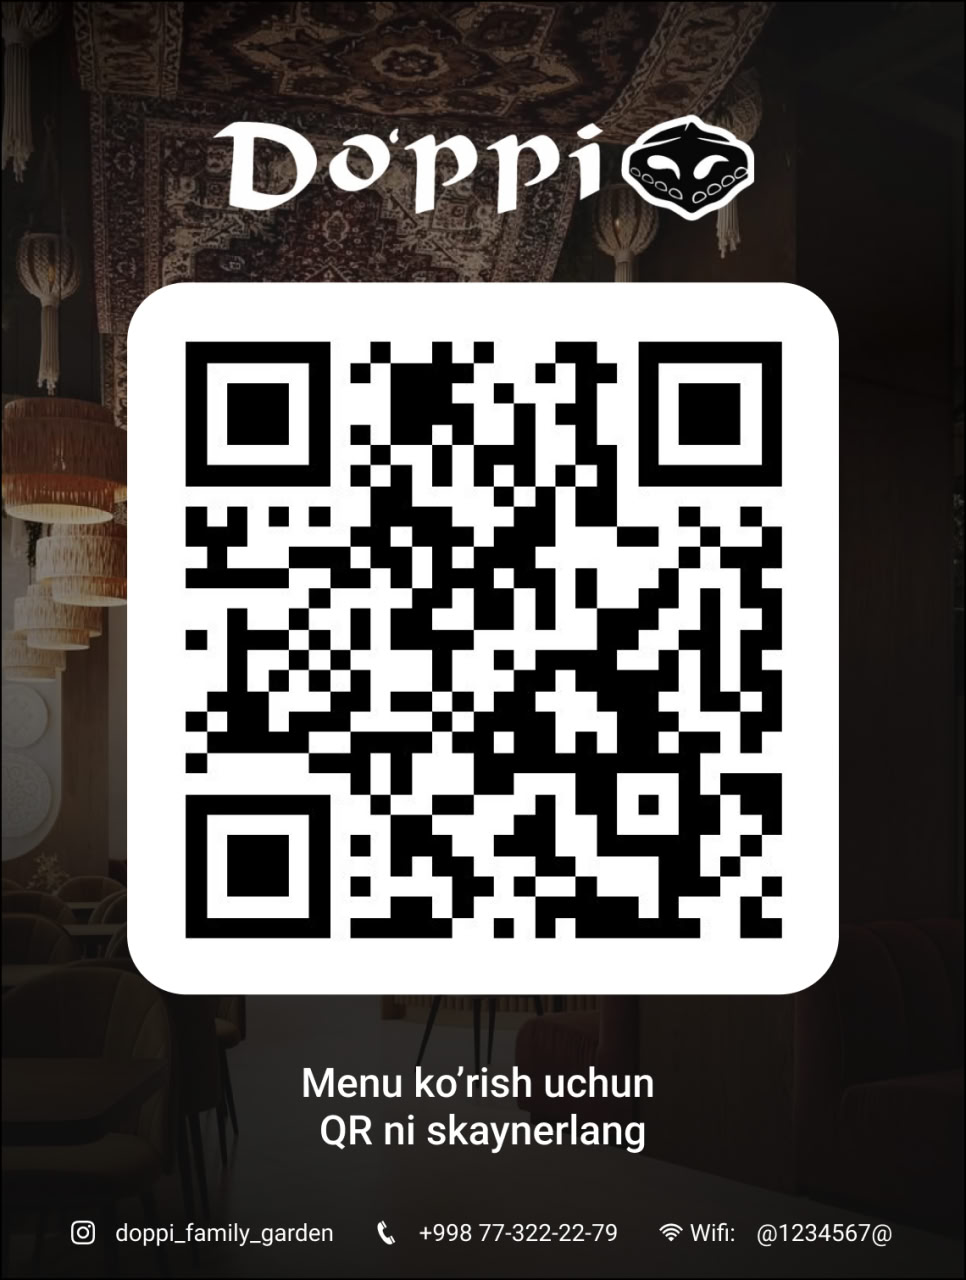 Do'ppi
Menu ko’rish uchun
QR ni skaynerlang
doppi_family_garden +998 77-322-22-79 Wifi: @1234567@